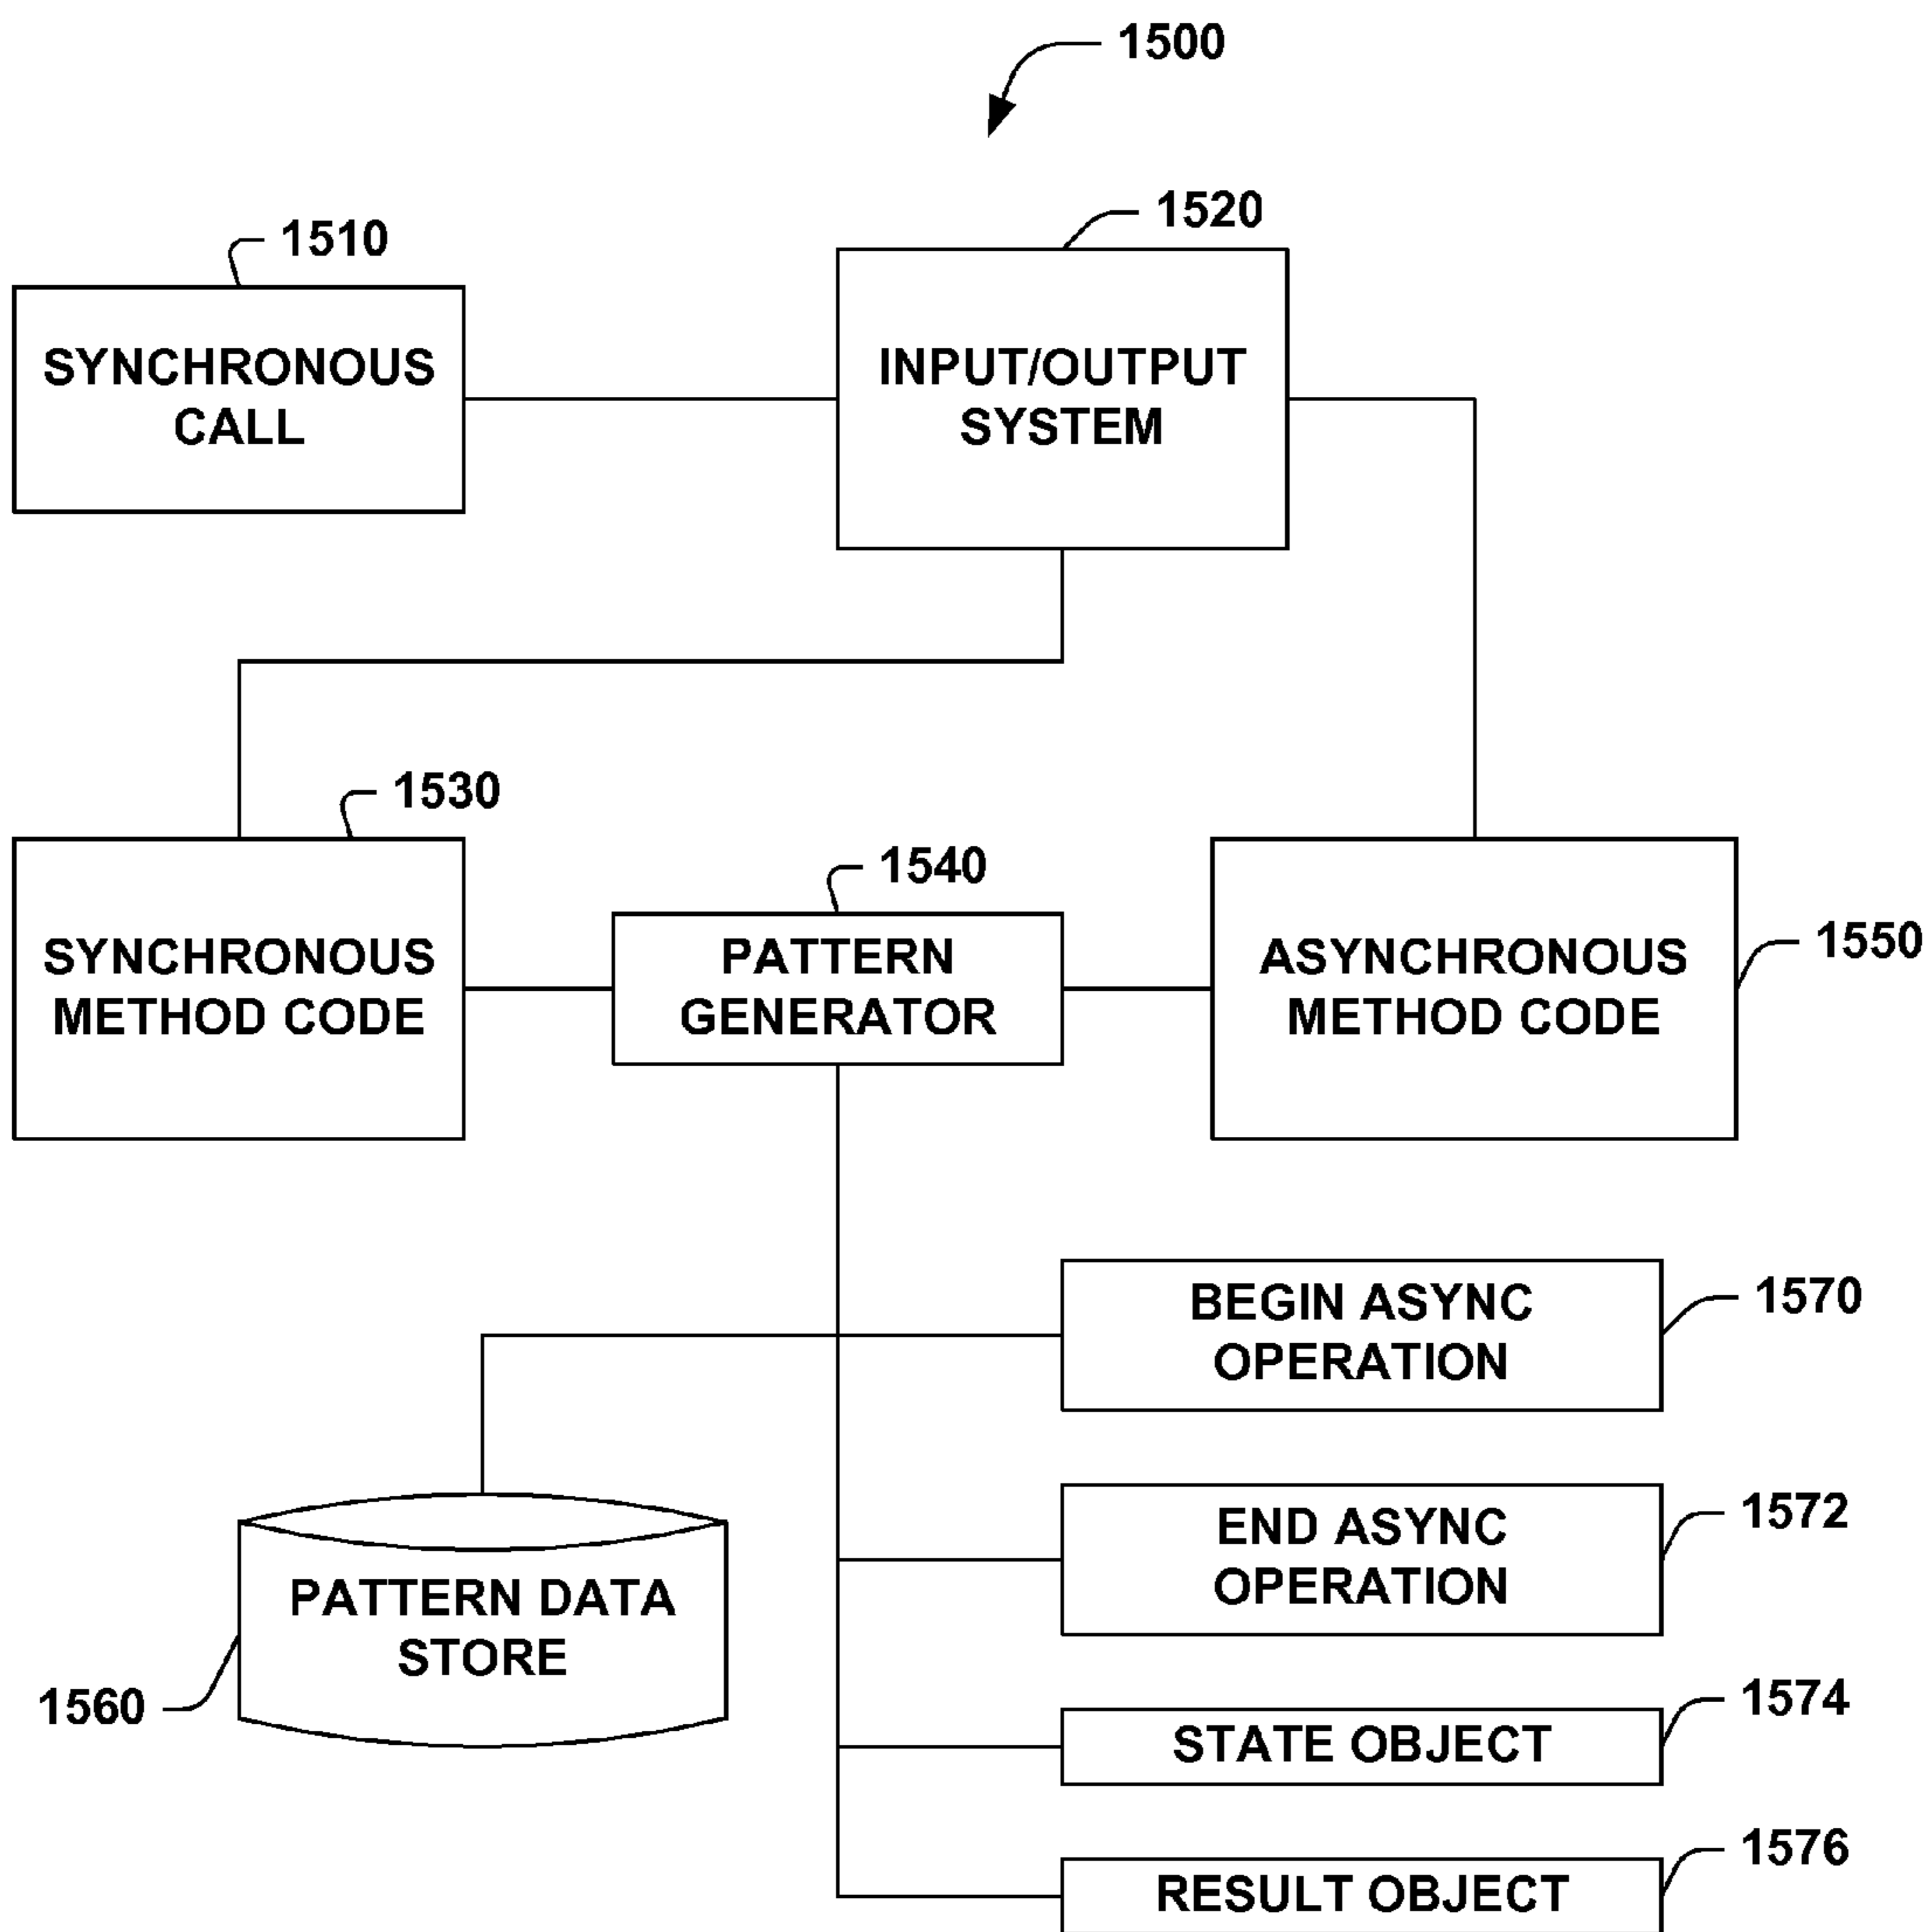 1500
1510
1520
SYNCHRONOUS
CALL
INPUT/OUTPUT
SYSTEM
1530
1540
SYNCHRONOUS
METHOD CODE
PATTERN
GENERATOR
ASYNCHRONOUS
METHOD CODE
1550
BEGIN ASYNC
OPERATION
1570
END ASYNC
OPERATION
1572
PATTERN DATA
STORE
1560
STATE OBJECT
1574
RESULT OBJECT
1576